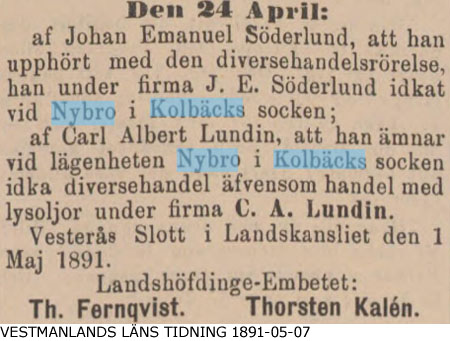 Den 24 April:
af Johan Emanuel Söderlund, att han
upphört med den diversehandelsrörelse,
han under firma J. E. Söderlund idkat
vid Nybro i Kolbäcks socken;
af Carl Albert Lundin, att han ämnar
vid lägenheten Nybro i Kolbäcks socken
idka diversehandel äfvensom handel med
lysoljor under firma C. A. Lundin.
Vesterås Slott i Landskansliet den 1
Maj 1891.
Landshöfdinge-Embetet:
Th. Fernqvist. Thorsten Kalén.
VESTMANLANDS LÄNS TIDNING 1891-05-07